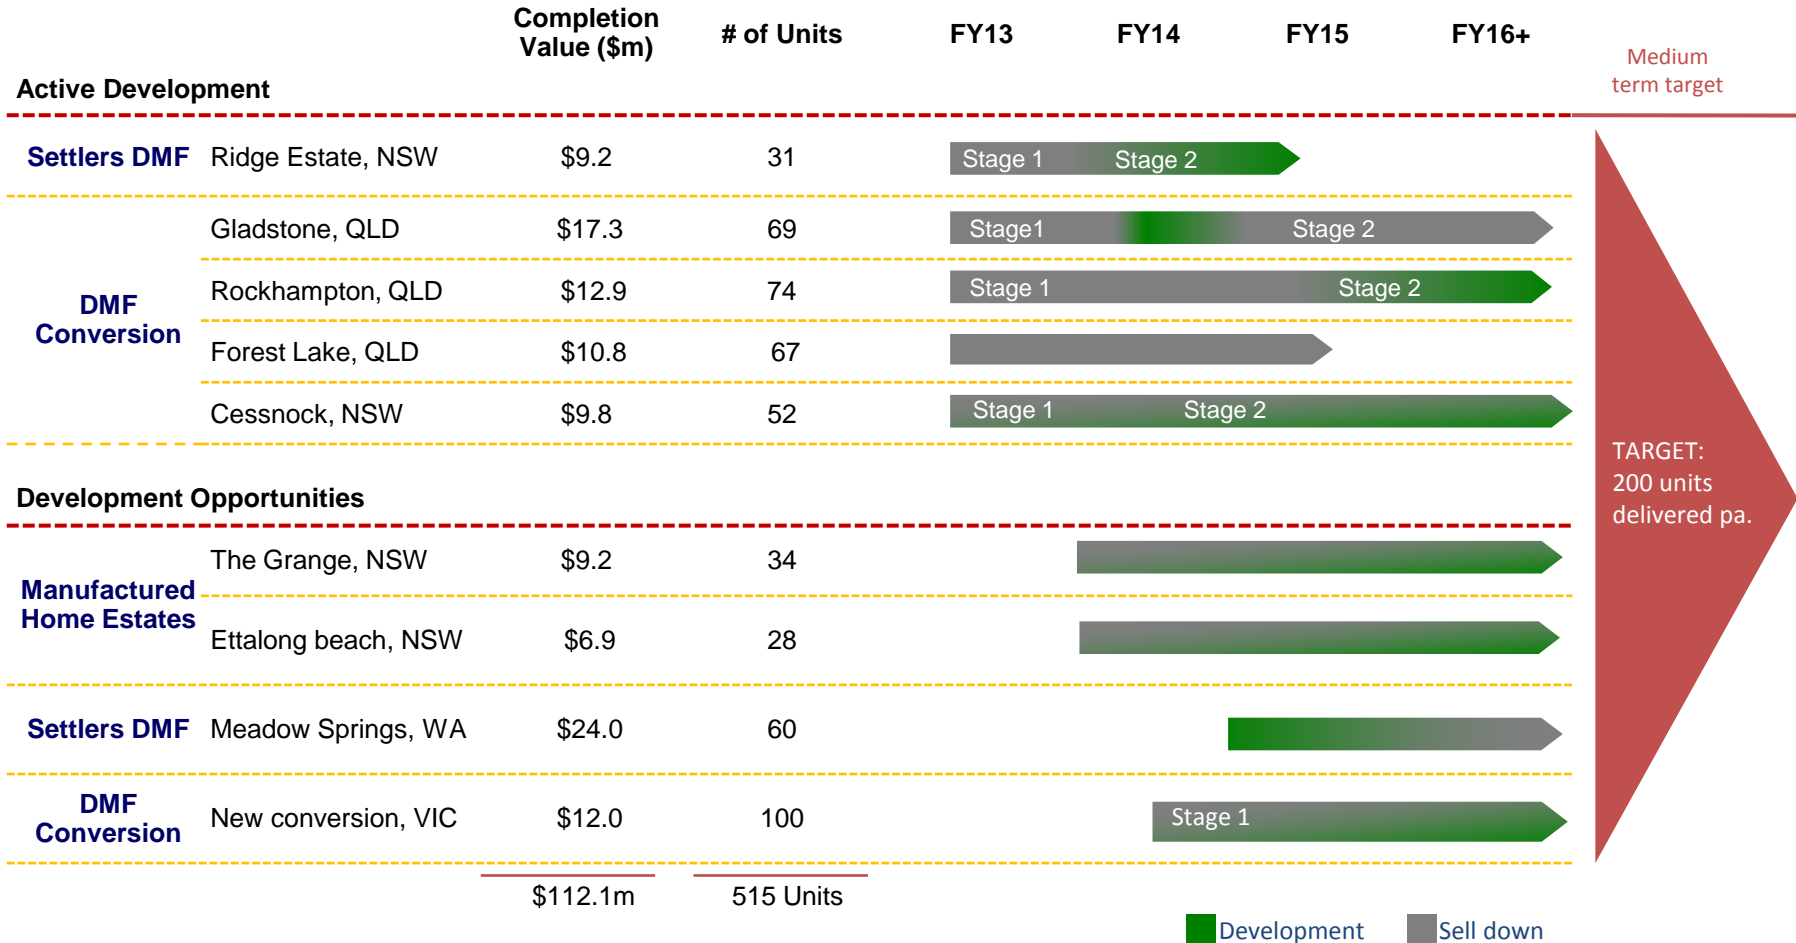 Completion
Value ($m)
# of Units
FY13
FY14
FY15
FY16+
Medium
term target
Active Development
Settlers DMF
Ridge Estate, NSW
$9.2
31
Stage 1
Stage 2
DMF
Conversion
Gladstone, QLD
$17.3
69
Stage1
Stage 2
Rockhampton, QLD
$12.9
74
Stage 1
Stage 2
Forest Lake, QLD
$10.8
67
Cessnock, NSW
$9.8
52
Stage 1
Stage 2
TARGET:
200 units
delivered pa.
Development Opportunities
Manufactured
Home Estates
The Grange, NSW
$9.2
34
Ettalong beach, NSW
$6.9
28
Settlers DMF
Meadow Springs, WA
$24.0
60
DMF
Conversion
New conversion, VIC
$12.0
100
Stage 1
$112.1m
515 Units
Development
Sell down